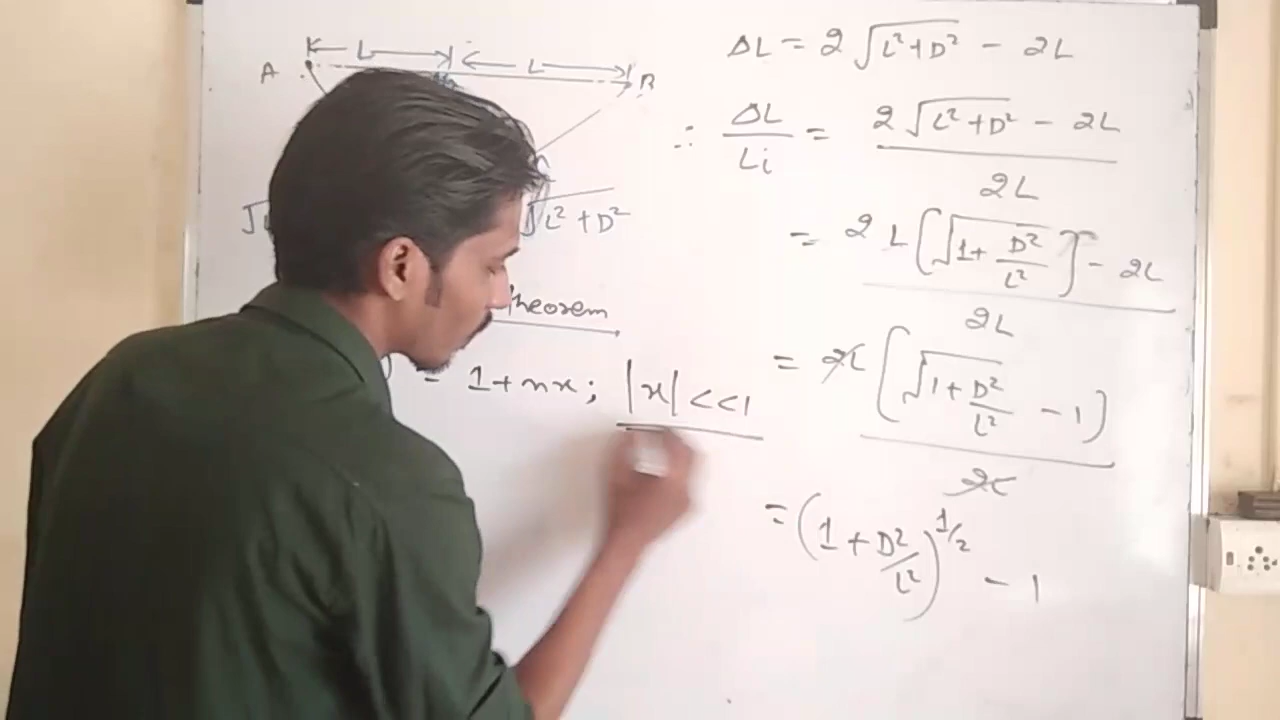 L L
A B
√L²+D²
Theorem
= 1+nx; |x| <<1
ΔL = 2√L²+D² - 2L
∴ ΔL/Li = 2√L²+D² - 2L
2L
= 2 L [√1+ D²/L²] - 2L
2L
= 2L [√1+ D²/L² - 1]
2L
= (1 + D²/L²)^1/2 - 1